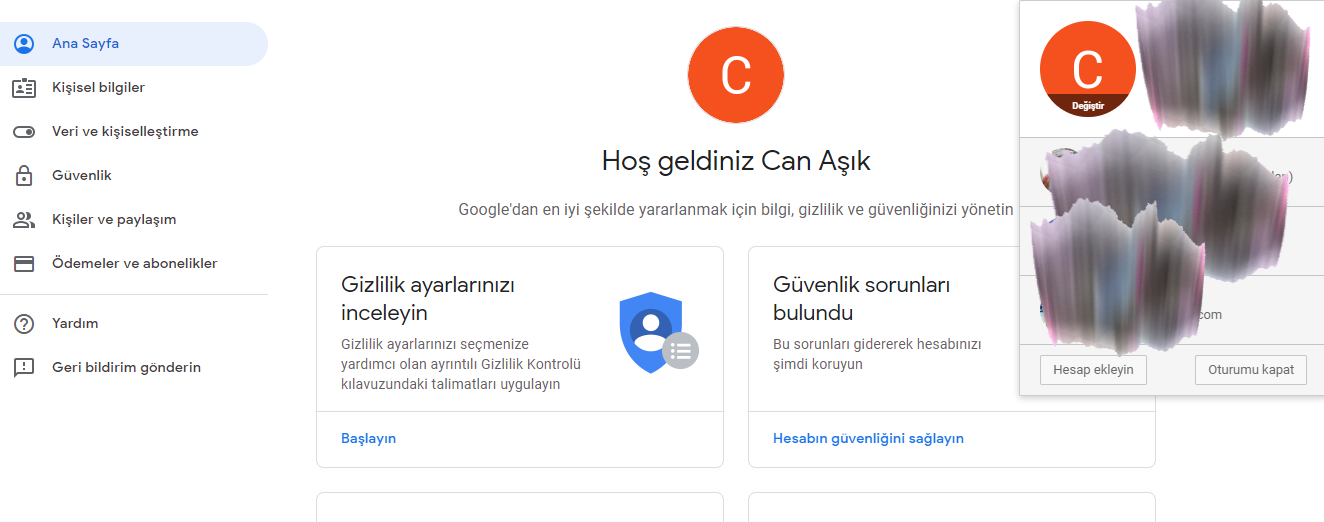 Ana Sayfa
Kişisel bilgiler
Veri ve kişiselleştirme
Güvenlik
Kişiler ve paylaşım
Ödemeler ve abonelikler
Yardım
Geri bildirim gönderin
C
Hoş geldiniz Can Aşık
Google'dan en iyi şekilde yararlanmak için bilgi, gizlilik ve güvenliğinizi yönetin
Gizlilik ayarlarınızı
inceleyin
Gizlilik ayarlarınızı seçmenize
yardımcı olan ayrıntılı Gizlilik Kontrolü
kılavuzundaki talimatları uygulayın
Başlayın
Güvenlik sorunları
bulundu
Bu sorunları gidererek hesabınızı
şimdi koruyun
Hesabın güvenliğini sağlayın
C
Değiştir
com
Hesap ekleyin
Oturumu kapat